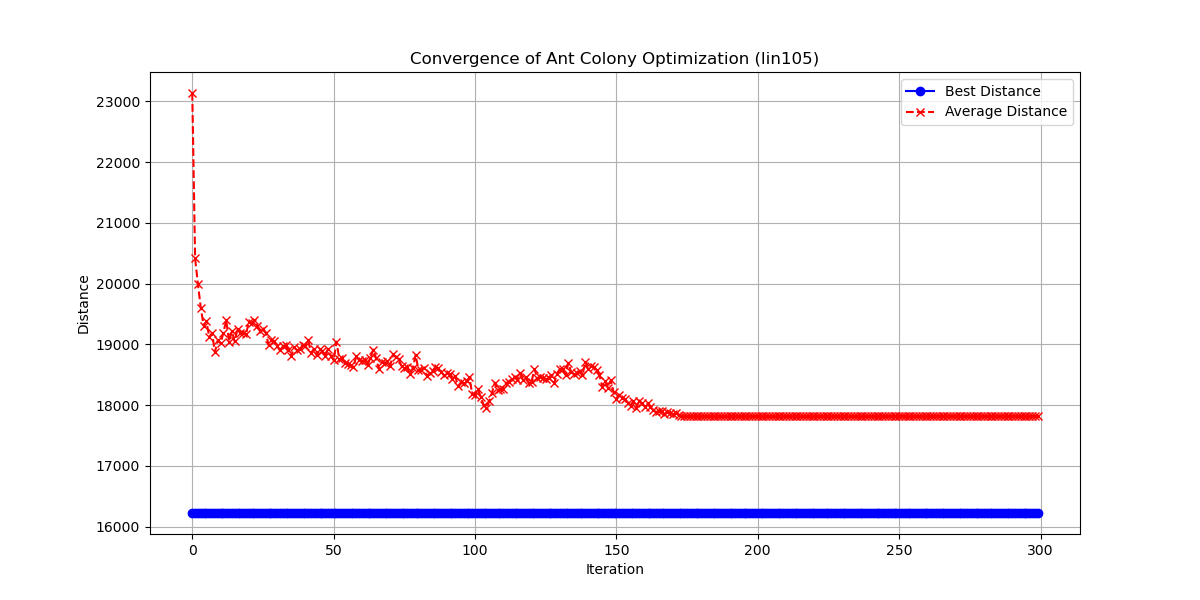 Convergence of Ant Colony Optimization (lin105)
Best Distance
Average Distance
23000
22000
21000
20000
19000
18000
17000
16000
Distance
0 50 100 150 200 250 300
Iteration